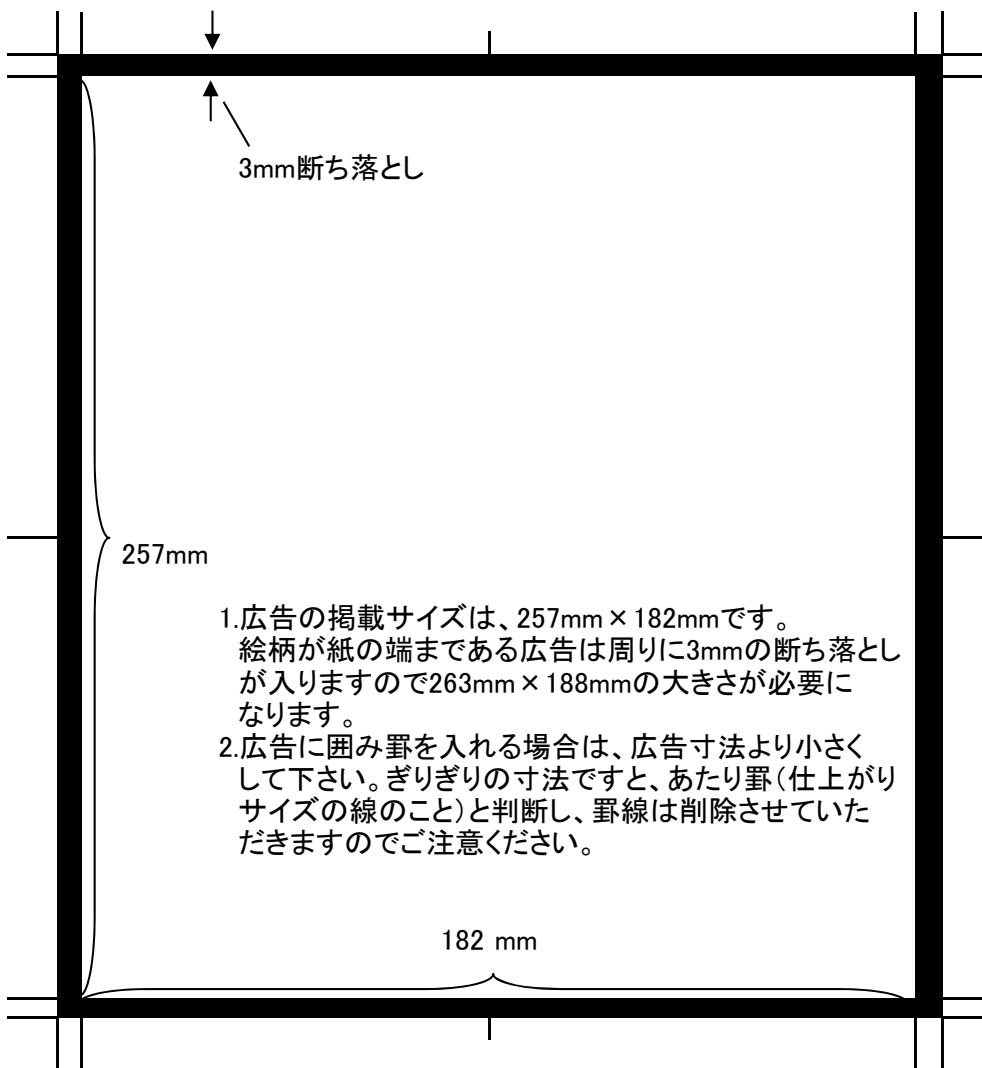 3mm断ち落とし
257mm
1.広告の掲載サイズは、257mm×182mmです。
絵柄が紙の端まである広告は周りに3mmの断ち落とし
が入りますので263mm×188mmの大きさが必要に
なります。
2.広告に囲み罫を入れる場合は、広告寸法より小さく
して下さい。ぎりぎりの寸法ですと、あたり罫(仕上がり
サイズの線のこと)と判断し、罫線は削除させていた
だきますのでご注意ください。
182 mm